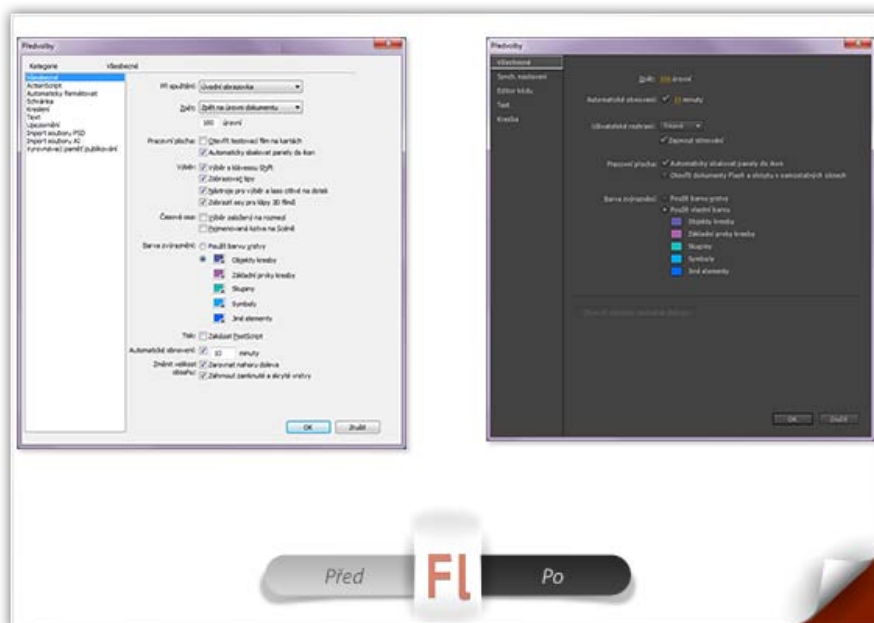 Předvolby
Kategorie Všeobecné
Všeobecné
ActionScript
Automaticky formátovat
Schránka
Kreslení
Text
Upozornění
Import souboru PSD
Import souboru AI
Vyrovnávací paměť publikování
Při spuštění: Úvodní obrazovka
Zpět: Zpět na úrovni dokumentu
100 úrovní
Pracovní plocha: Otevřít testovací film na kartách
Automaticky sbalovat panely do ikon
Výběr: Výběr s klávesou Shift
Zobrazovat tipy
Nástroje pro výběr a laso citlivé na dotek
Zobrazit osy pro klipy 3D filmů
Časová osa: Výběr založený na rozmezí
Pojmenovaná kotva na Scéně
Barva zvýraznění: Použít barvu vrstvy
Objekty kresby
Základní prvky kresby
Skupiny
Symboly
Jiné elementy
Tisk: Zakázat PostScript
Automatické obnovení: 10 minuty
Změnit velikost obsahu: Zarovnat nahoru doleva
Zahrnout zamknuté a skryté vrstvy
OK Zrušit
Předvolby
Všeobecné
Synch. nastavení
Editor kódu
Text
Kresba
Zpět: 100 úrovní
Automatické obnovení: 10 minuty
Uživatelské rozhraní: Tmavé
Zapnout stínování
Pracovní plocha: Automaticky sbalovat panely do ikon
Otevřít dokumenty Flash a skripty v samostatných oknech
Barva zvýraznění: Použít barvu vrstvy
Použít vlastní barvu
Objekty kresby
Základní prvky kresby
Skupiny
Symboly
Jiné elementy
OK Zrušit
Před Fl Po